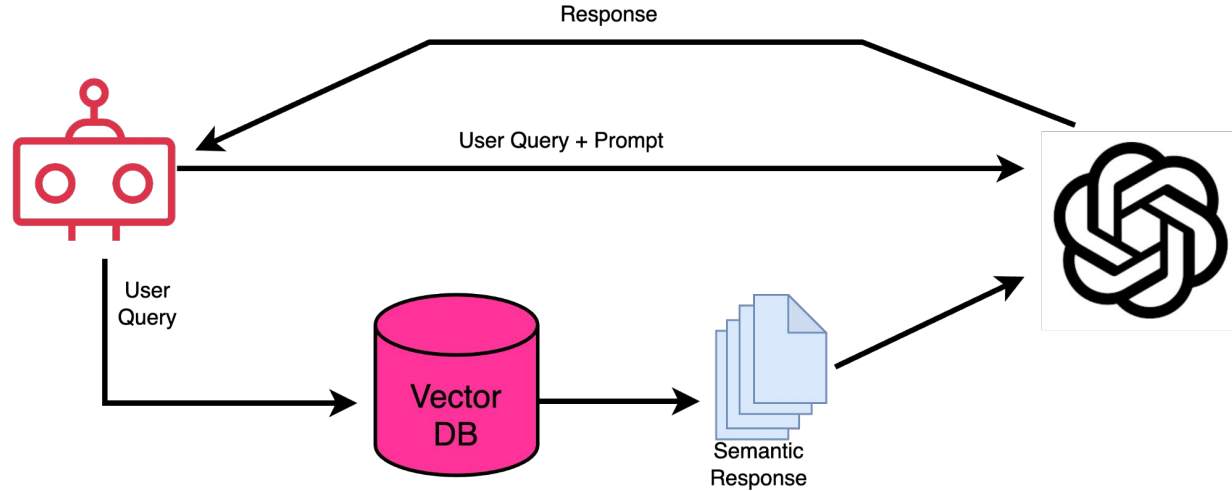 Response
User Query + Prompt
User
Query
Vector
DB
Semantic
Response